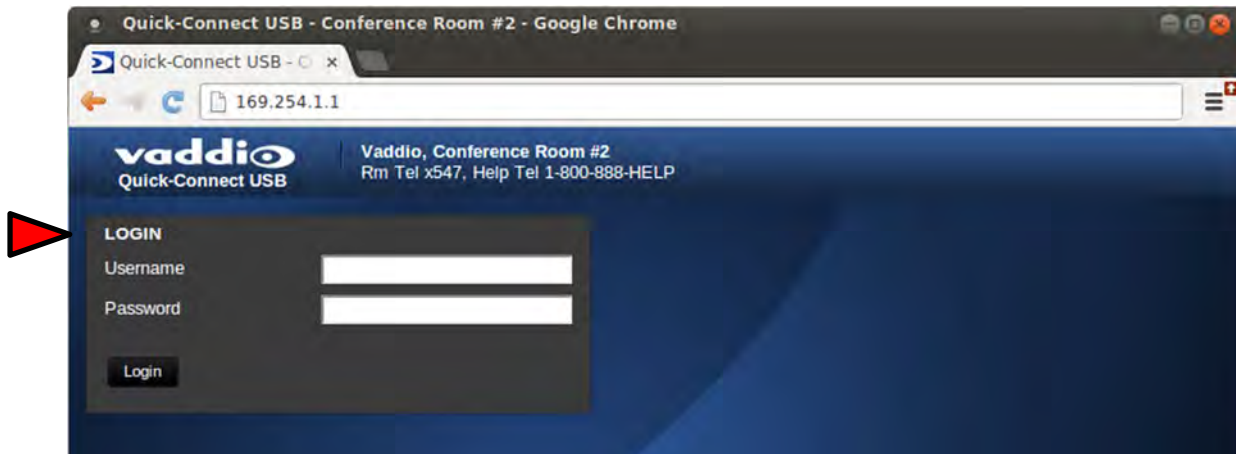 Quick-Connect USB - Conference Room #2 - Google Chrome
Quick-Connect USB - C
169.254.1.1
vaddio
Quick-Connect USB
Vaddio, Conference Room #2
Rm Tel x547, Help Tel 1-800-888-HELP
LOGIN
Username
Password
Login